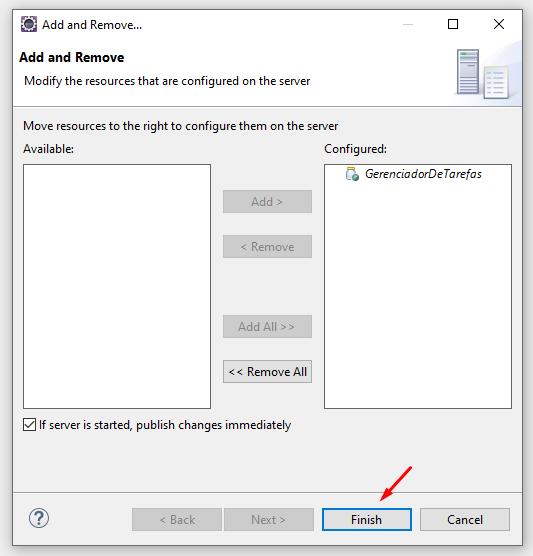 Add and Remove...
Add and Remove
Modify the resources that are configured on the server
Move resources to the right to configure them on the server
Available:
Configured:
GerenciadorDeTarefas
Add >
< Remove
Add All >>
<< Remove All
If server is started, publish changes immediately
?
< Back
Next >
Finish
Cancel